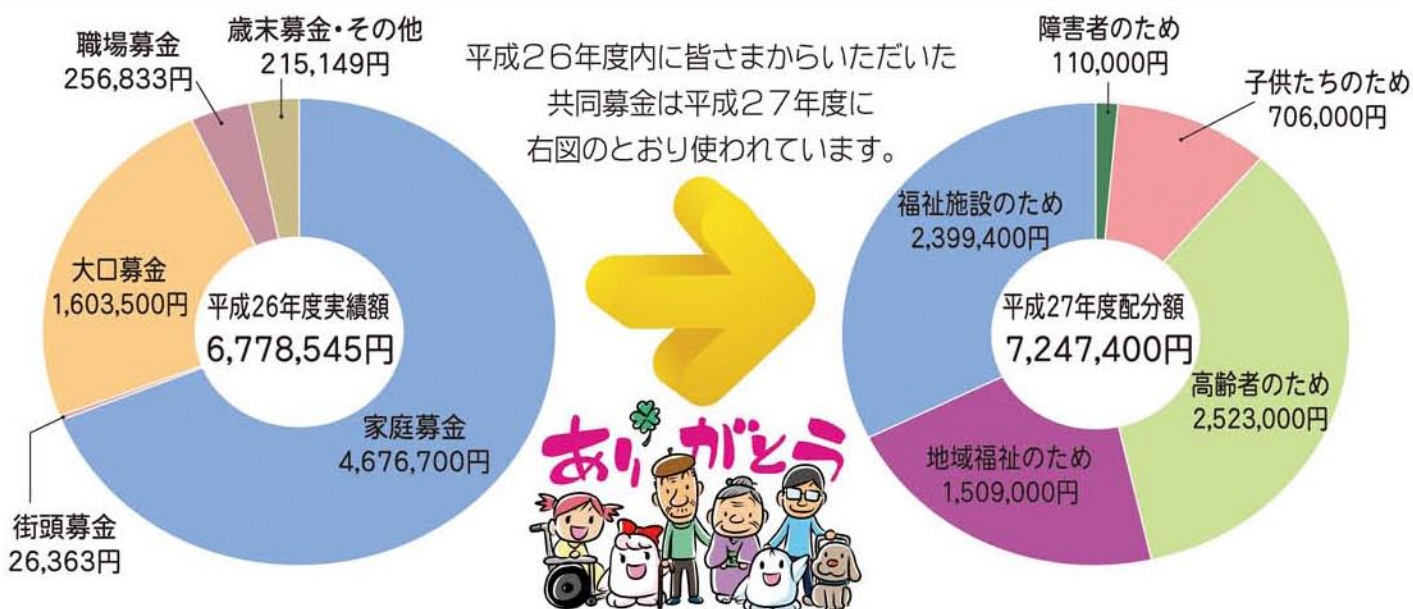 職場募金
256,833円
歳末募金・その他
215,149円
大口募金
1,603,500円
平成26年度実績額
6,778,545円
家庭募金
4,676,700円
街頭募金
26,363円
平成26年度内に皆さまからいただいた
共同募金は平成27年度に
右図のとおり使われています。
ありがとう
障害者のため
110,000円
子供たちのため
706,000円
福祉施設のため
2,399,400円
平成27年度配分額
7,247,400円
高齢者のため
2,523,000円
地域福祉のため
1,509,000円